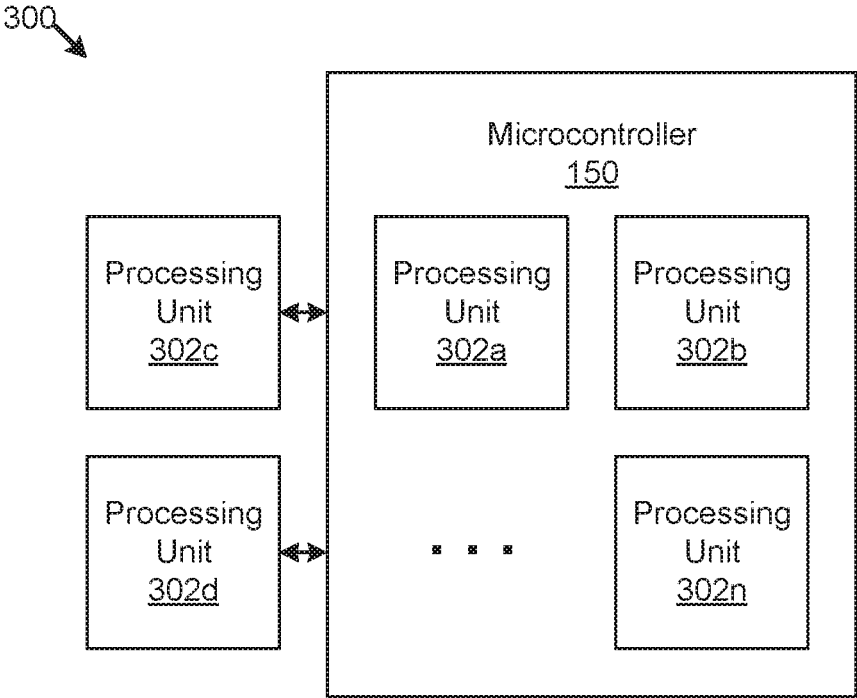 300
Microcontroller
150
Processing
Unit
302c
Processing
Unit
302a
Processing
Unit
302b
Processing
Unit
302d
. . .
Processing
Unit
302n